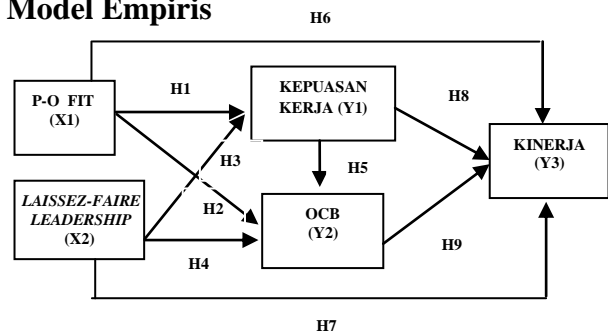 Model Empiris
H6
H1
P-O FIT
(X1)
KEPUASAN
KERJA (Y1)
H8
KINERJA
(Y3)
H3
H5
LAISSEZ-FAIRE
LEADERSHIP
(X2)
H2
OCB
(Y2)
H4
H9
H7